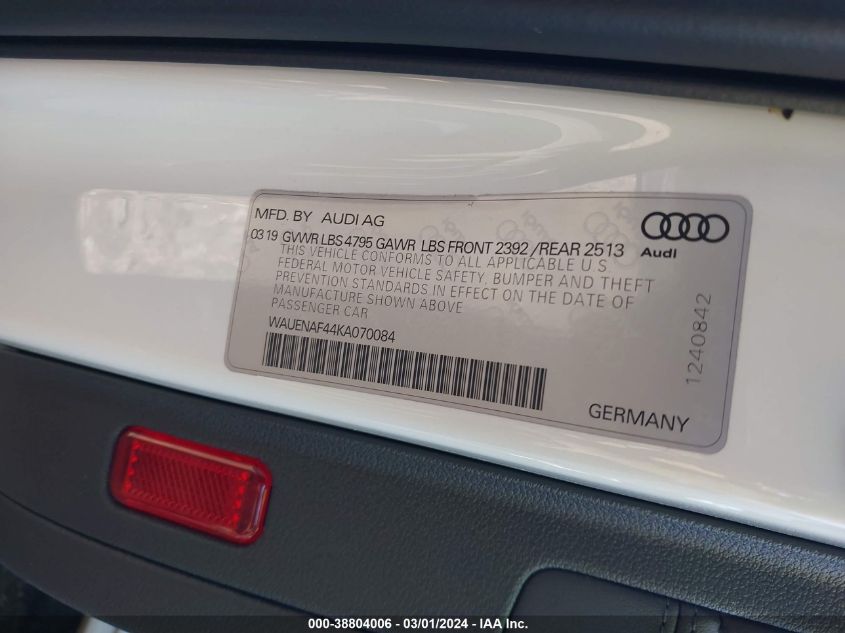 MFD. BY AUDI AG
0319 GVWR LBS 4795 GAWR LBS FRONT 2392 /REAR 2513
THIS VEHICLE CONFORMS TO ALL APPLICABLE U.S.
FEDERAL MOTOR VEHICLE SAFETY, BUMPER AND THEFT
PREVENTION STANDARDS IN EFFECT ON THE DATE OF
MANUFACTURE SHOWN ABOVE
PASSENGER CAR
WAUENAF44KA070084
Audi
1240842
GERMANY
000-38804006 - 03/01/2024 - IAA Inc.